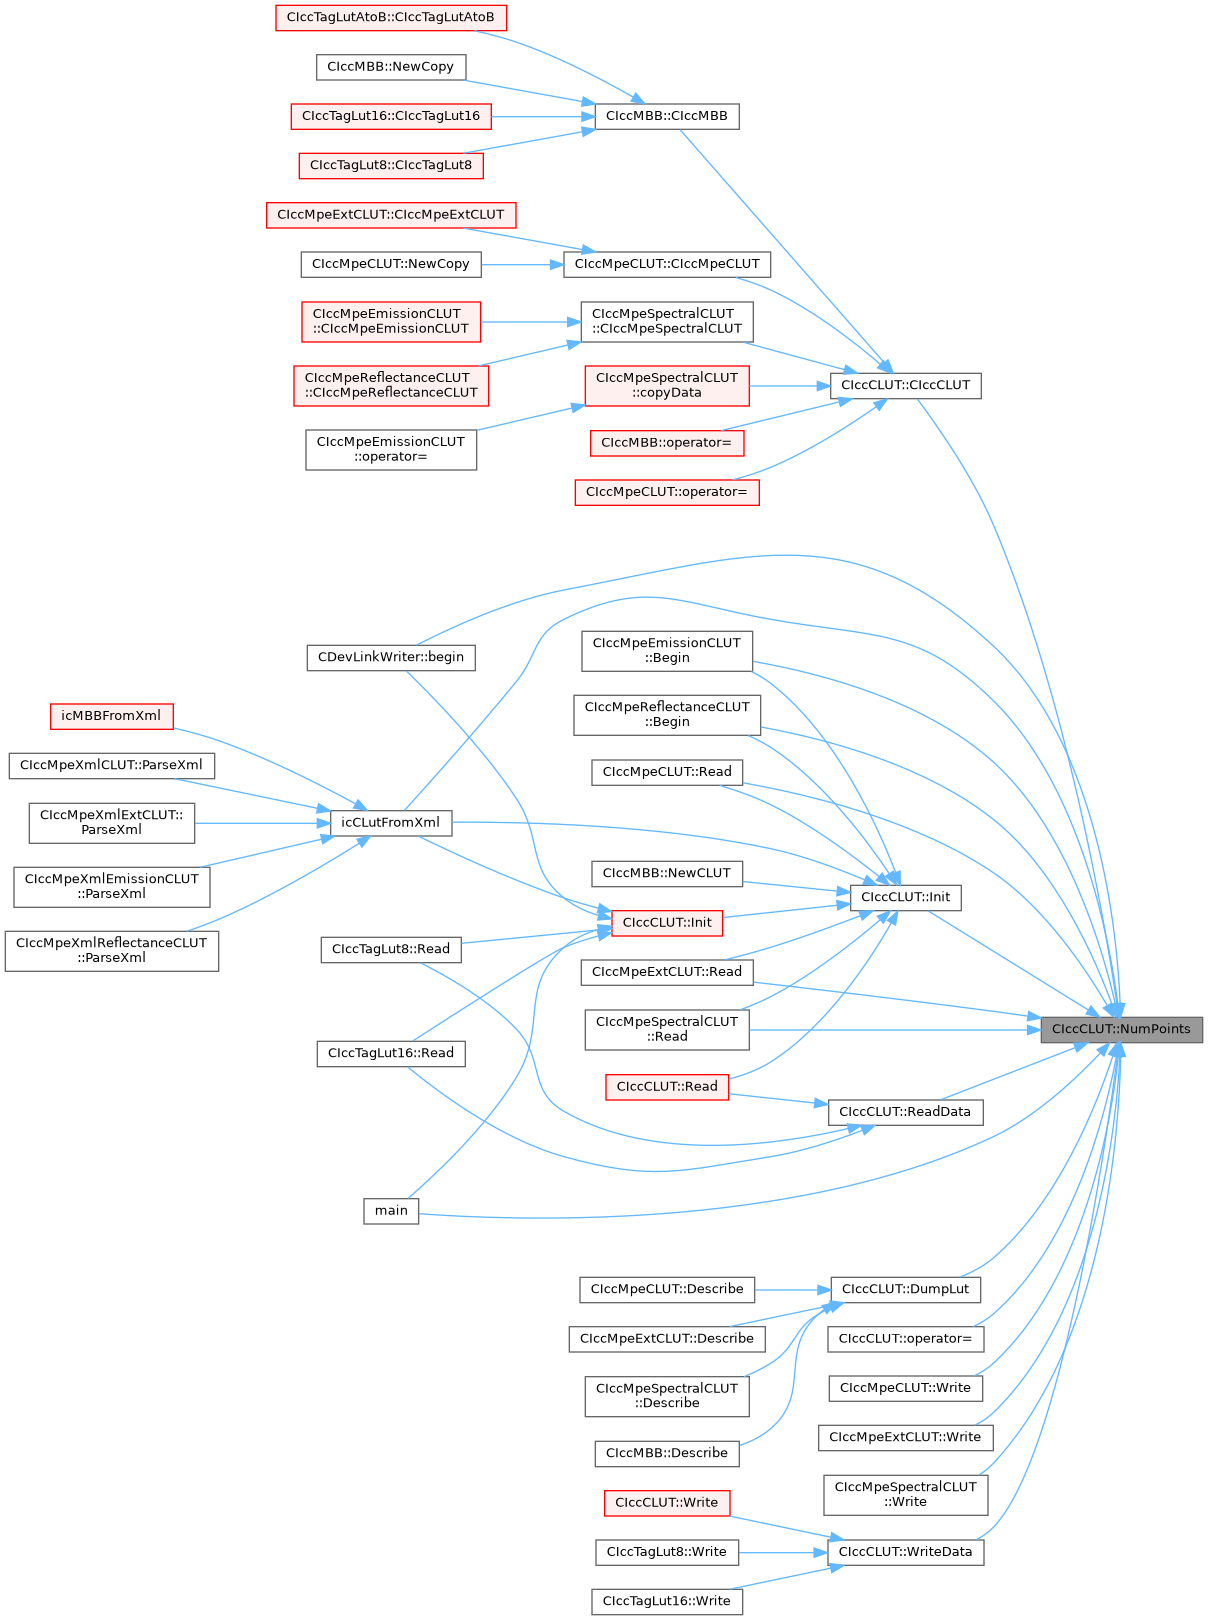 CIccTagLutAtoB::CIccTagLutAtoB
CIccMBB::NewCopy
CIccTagLut16::CIccTagLut16
CIccMBB::CIccMBB
CIccTagLut8::CIccTagLut8
CIccMpeExtCLUT::CIccMpeExtCLUT
CIccMpeCLUT::NewCopy
CIccMpeCLUT::CIccMpeCLUT
CIccMpeEmissionCLUT
::CIccMpeEmissionCLUT
CIccMpeSpectralCLUT
::CIccMpeSpectralCLUT
CIccMpeReflectanceCLUT
::CIccMpeReflectanceCLUT
CIccMpeSpectralCLUT
::copyData
CIccCLUT::CIccCLUT
CIccMpeEmissionCLUT
::operator=
CIccMBB::operator=
CIccMpeCLUT::operator=
CDevLinkWriter::begin
CIccMpeEmissionCLUT
::Begin
CIccMpeReflectanceCLUT
::Begin
icMBBFromXml
CIccMpeXmlCLUT::ParseXml
CIccMpeCLUT::Read
CIccMpeXmlExtCLUT::
ParseXml
icCLutFromXml
CIccMpeXmlEmissionCLUT
::ParseXml
CIccMBB::NewCLUT
CIccCLUT::Init
CIccCLUT::Init
CIccMpeXmlReflectanceCLUT
::ParseXml
CIccTagLut8::Read
CIccMpeExtCLUT::Read
CIccMpeSpectralCLUT
::Read
CIccCLUT::NumPoints
CIccTagLut16::Read
CIccCLUT::Read
CIccCLUT::ReadData
main
CIccMpeCLUT::Describe
CIccCLUT::DumpLut
CIccMpeExtCLUT::Describe
CIccCLUT::operator=
CIccMpeSpectralCLUT
::Describe
CIccMpeCLUT::Write
CIccMBB::Describe
CIccMpeExtCLUT::Write
CIccMpeSpectralCLUT
::Write
CIccCLUT::Write
CIccTagLut8::Write
CIccCLUT::WriteData
CIccTagLut16::Write